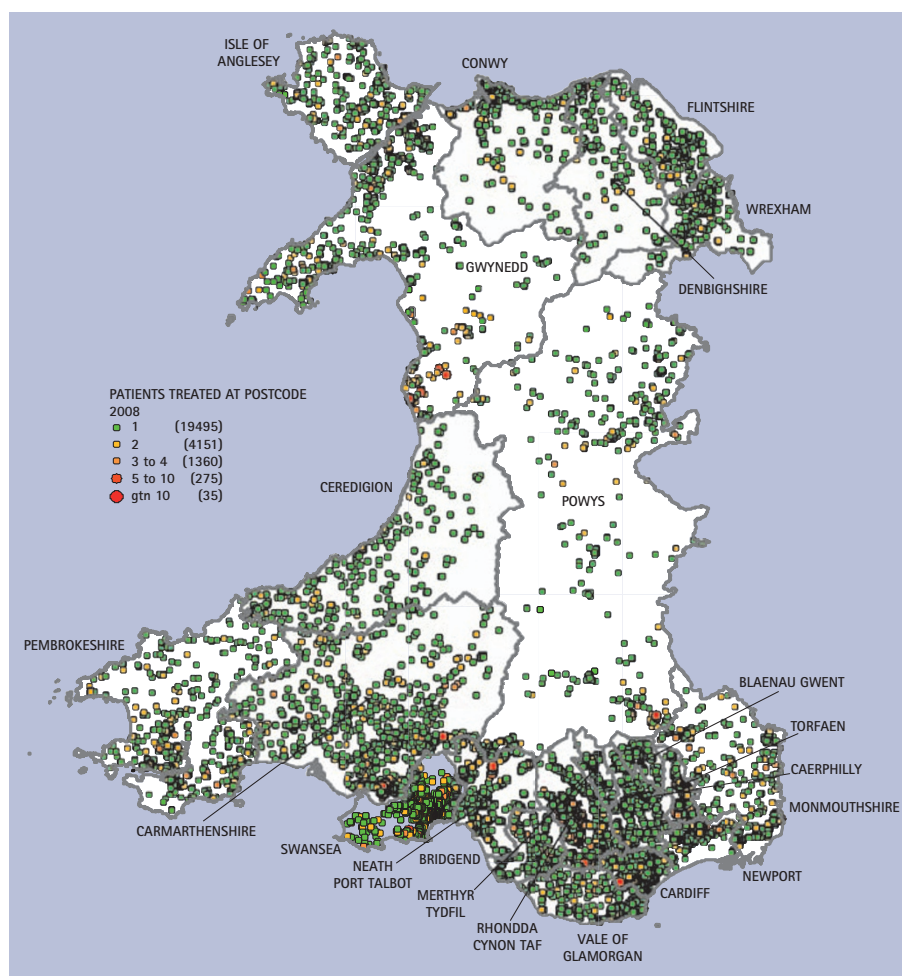 ISLE OF
ANGLESEY
CONWY
FLINTSHIRE
WREXHAM
GWYNEDD
DENBIGHSHIRE
PATIENTS TREATED AT POSTCODE
2008
1 (19495)
2 (4151)
3 to 4 (1360)
5 to 10 (275)
gtn 10 (35)
CEREDIGION
POWYS
PEMBROKESHIRE
BLAENAU GWENT
TORFAEN
CAERPHILLY
MONMOUTHSHIRE
CARMARTHENSHIRE
SWANSEA
NEATH
PORT TALBOT
BRIDGEND
MERTHYR
TYDFIL
RHONDDA
CYNON TAF
VALE OF
GLAMORGAN
CARDIFF
NEWPORT